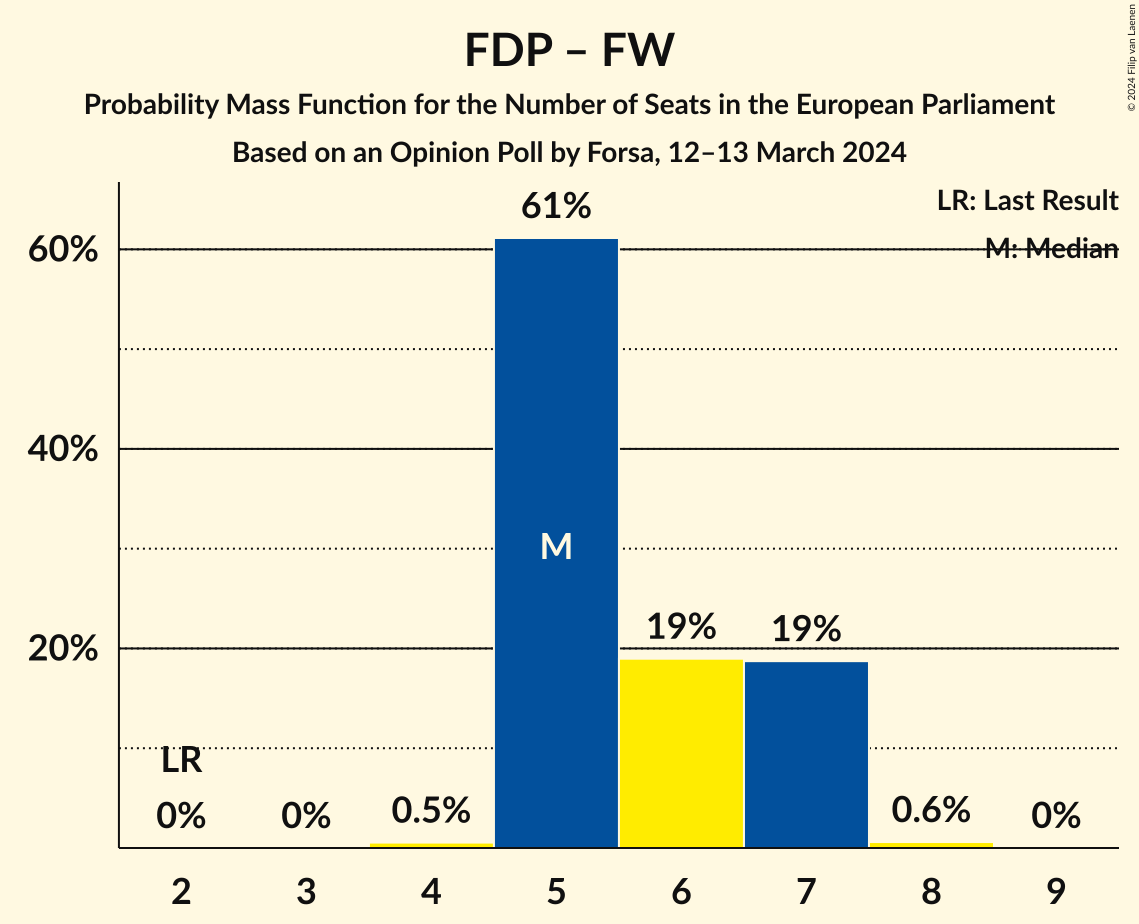 FDP – FW
Probability Mass Function for the Number of Seats in the European Parliament
Based on an Opinion Poll by Forsa, 12–13 March 2024
© 2024 Filip van Laenen
LR: Last Result
M: Median
61%
60%
40%
M
19%
19%
20%
LR
0%
0%
0.5%
0.6%
0%
2 3 4 5 6 7 8 9